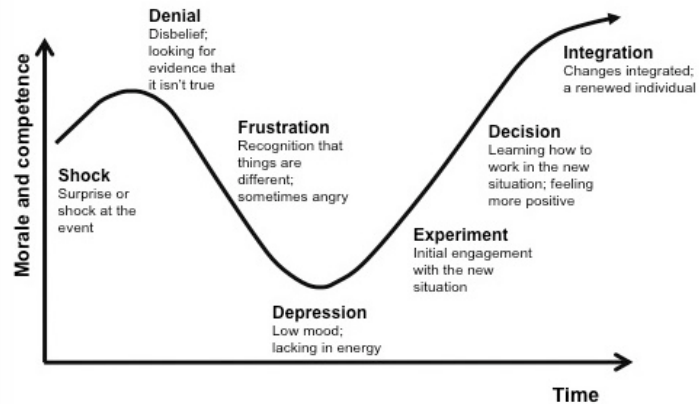 Morale and competence
Denial
Disbelief;
looking for
evidence that
it isn't true
Shock
Surprise or
shock at the
event
Frustration
Recognition that
things are
different;
sometimes angry
Depression
Low mood;
lacking in energy
Experiment
Initial engagement
with the new
situation
Decision
Learning how to
work in the new
situation; feeling
more positive
Integration
Changes integrated;
a renewed individual
Time